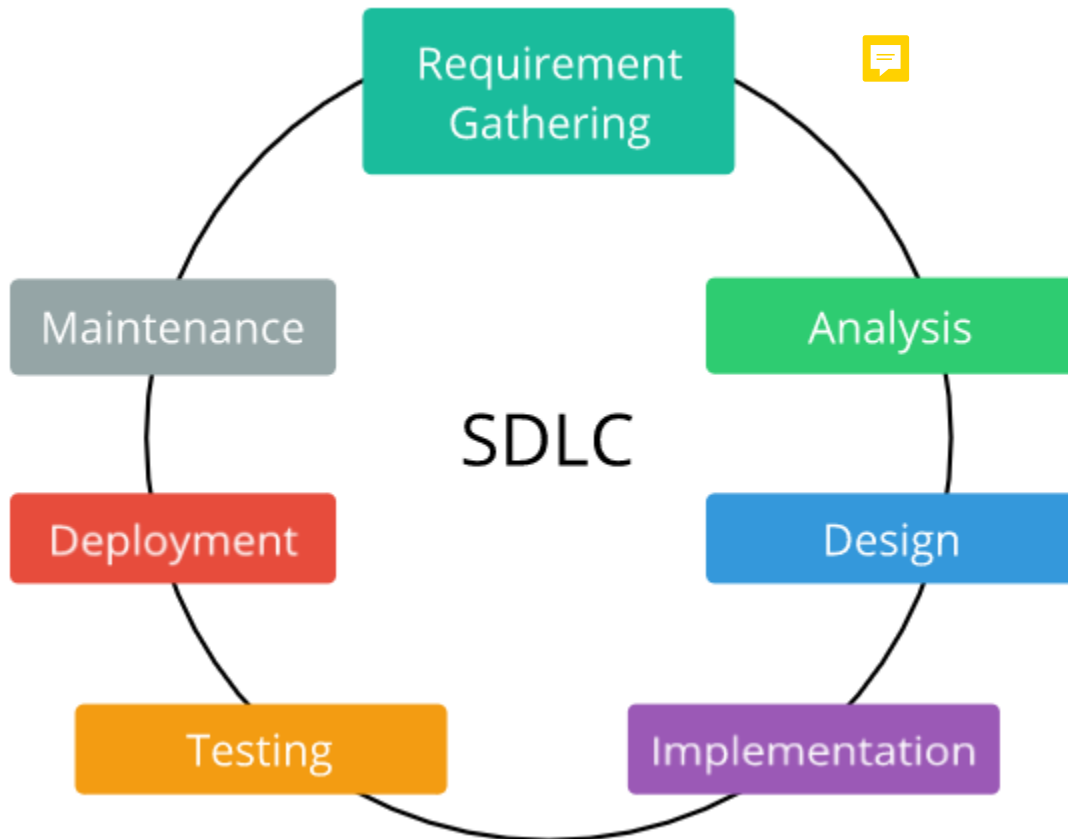 Requirement
Gathering
Maintenance
Analysis
SDLC
Deployment
Design
Testing
Implementation